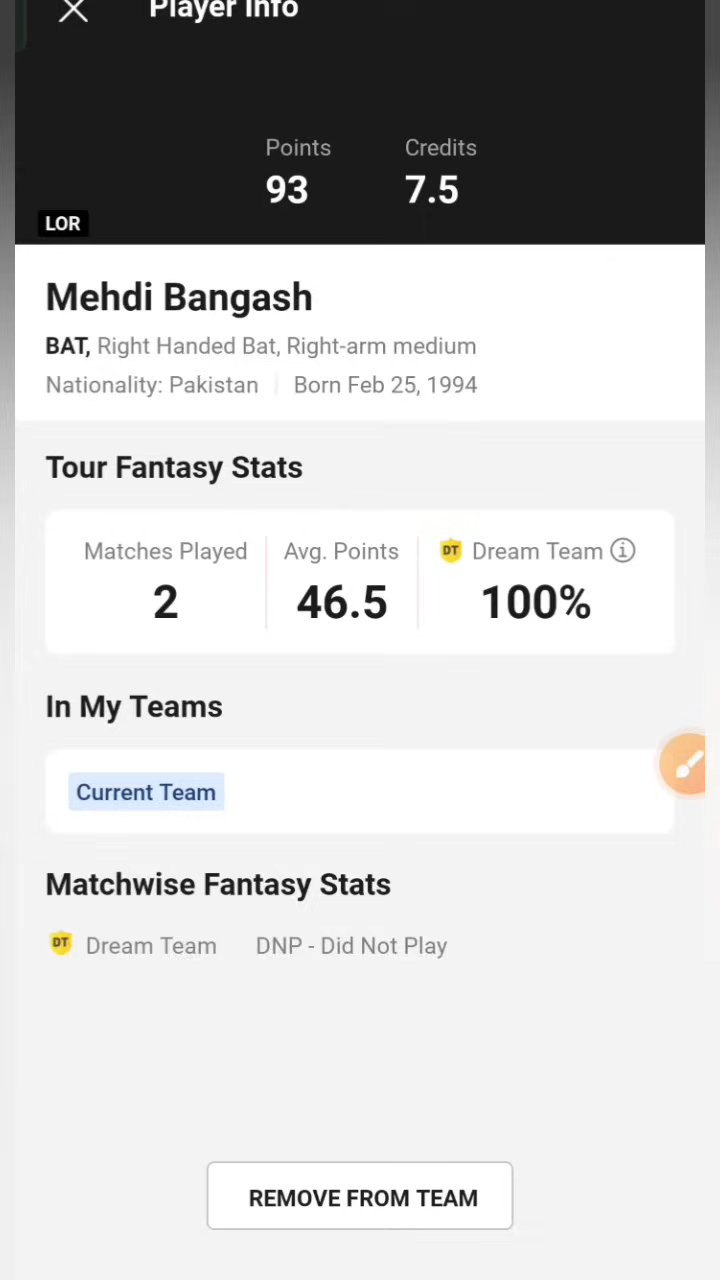 Player Info
Points Credits
93 7.5
LOR
Mehdi Bangash
BAT, Right Handed Bat, Right-arm medium
Nationality: Pakistan Born Feb 25, 1994
Tour Fantasy Stats
Matches Played Avg. Points DT Dream Team
2 46.5 100%
In My Teams
Current Team
Matchwise Fantasy Stats
DT Dream Team DNP - Did Not Play
REMOVE FROM TEAM